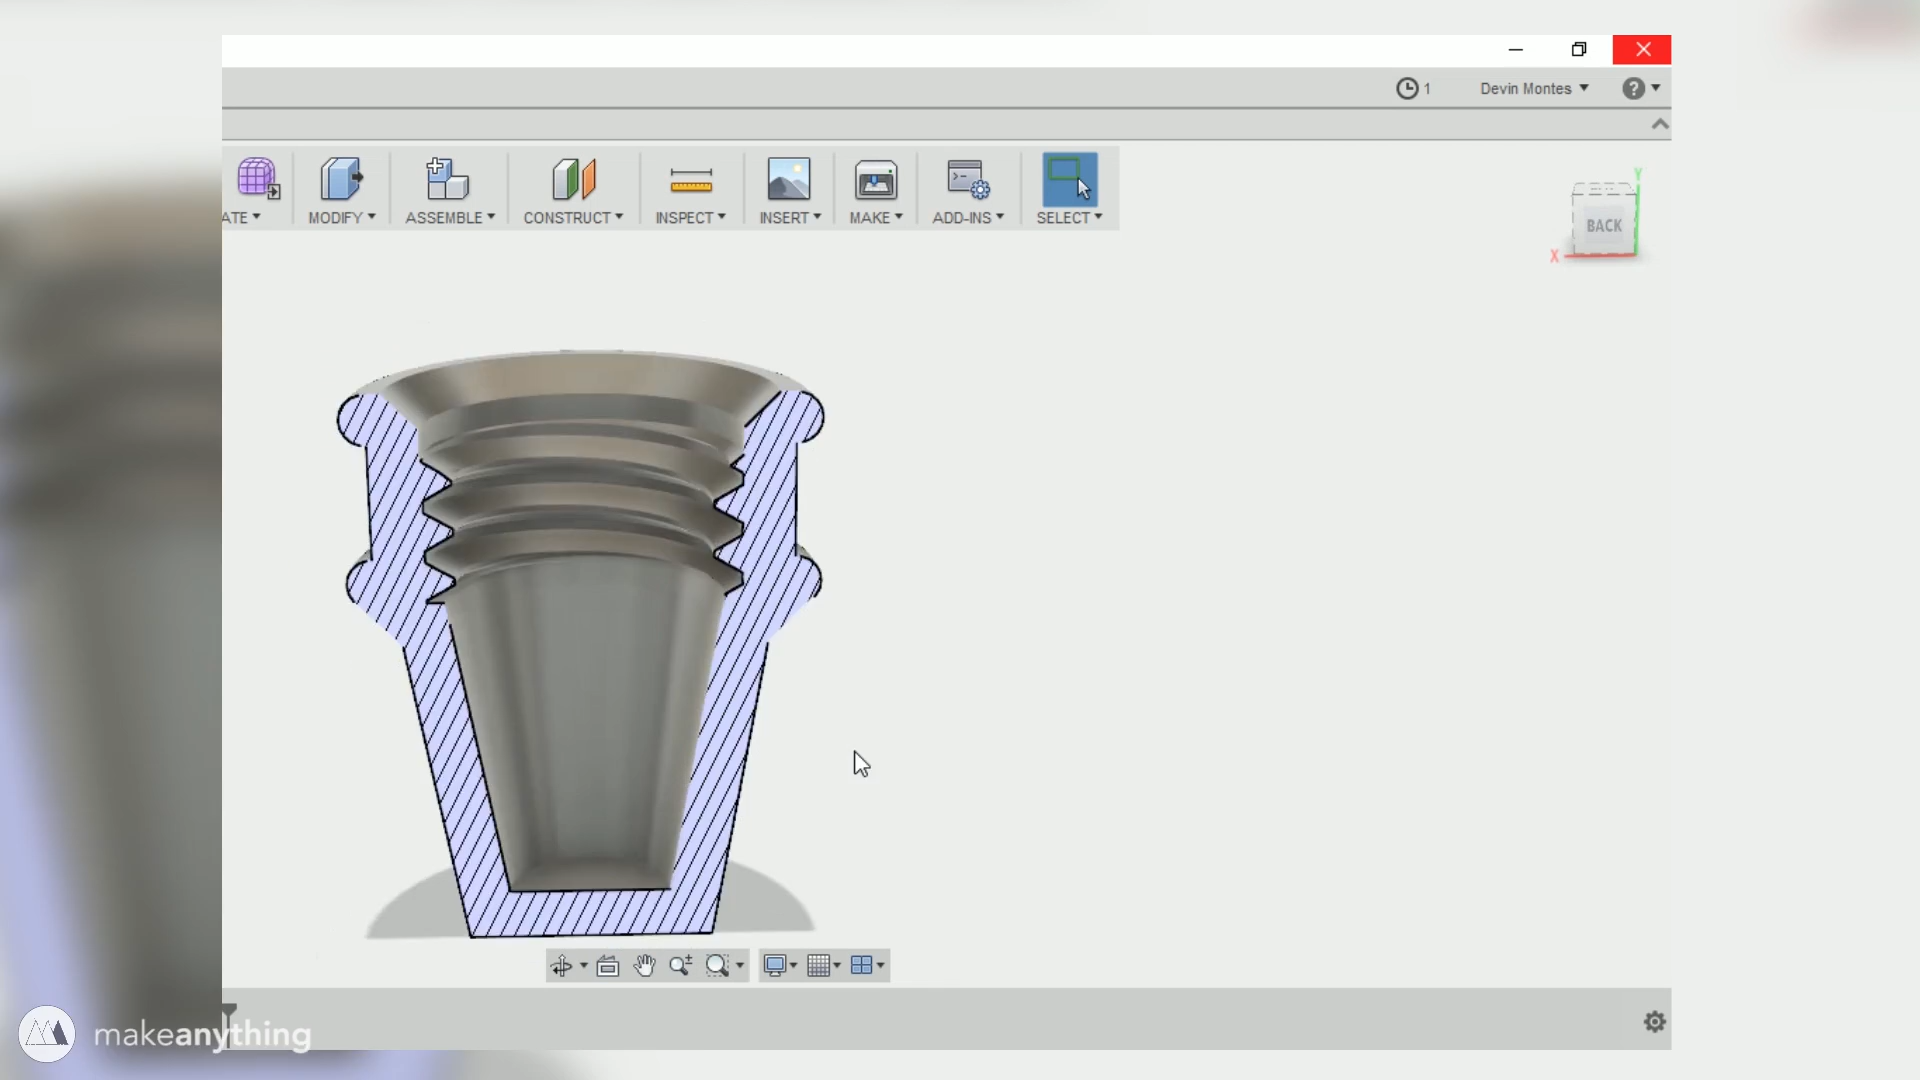 1
Devin Montes
?
ATE
MODIFY
ASSEMBLE
CONSTRUCT
INSPECT
INSERT
MAKE
ADD-INS
SELECT
Y
BACK
X
makeanything